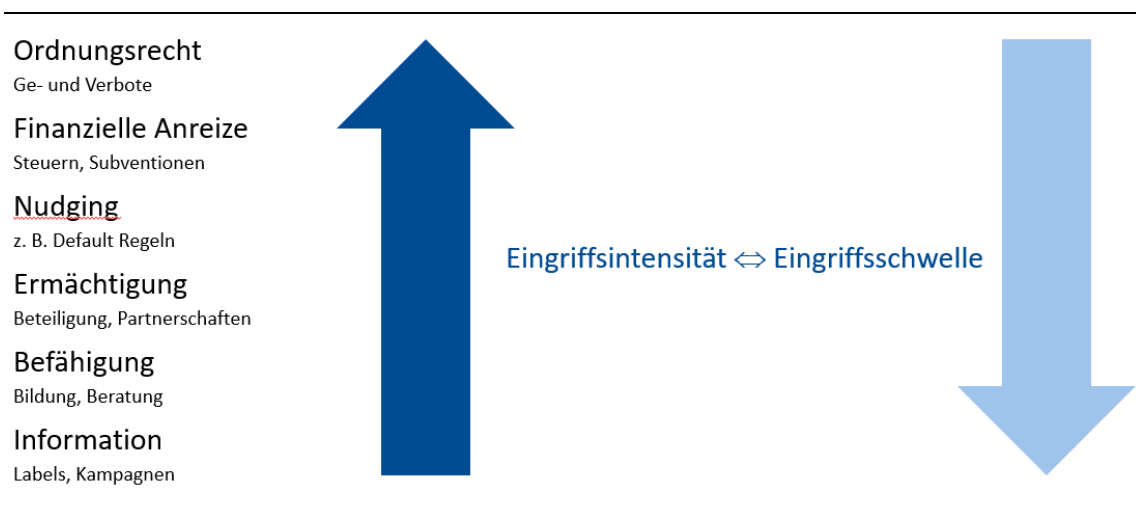 Ordnungsrecht
Ge- und Verbote
Finanzielle Anreize
Steuern, Subventionen
Nudging
z. B. Default Regeln
Eingriffsintensität ⇔ Eingriffsschwelle
Ermächtigung
Beteiligung, Partnerschaften
Befähigung
Bildung, Beratung
Information
Labels, Kampagnen